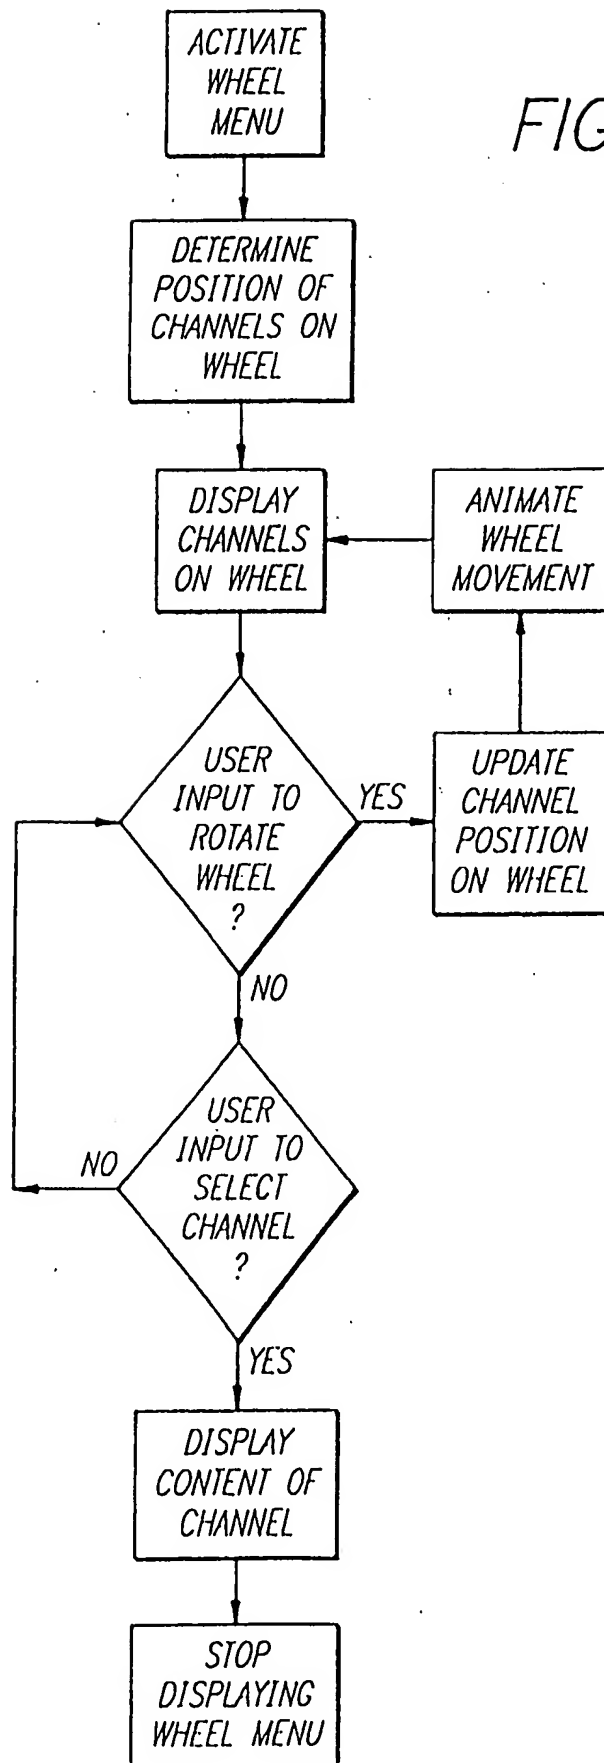 ACTIVATE
WHEEL
MENU
FIG
DETERMINE
POSITION OF
CHANNELS ON
WHEEL
DISPLAY
CHANNELS
ON WHEEL
ANIMATE
WHEEL
MOVEMENT
USER
INPUT TO
ROTATE
WHEEL
?
YES
UPDATE
CHANNEL
POSITION
ON WHEEL
NO
USER
INPUT TO
SELECT
CHANNEL
?
NO
YES
DISPLAY
CONTENT OF
CHANNEL
STOP
DISPLAYING
WHEEL MENU